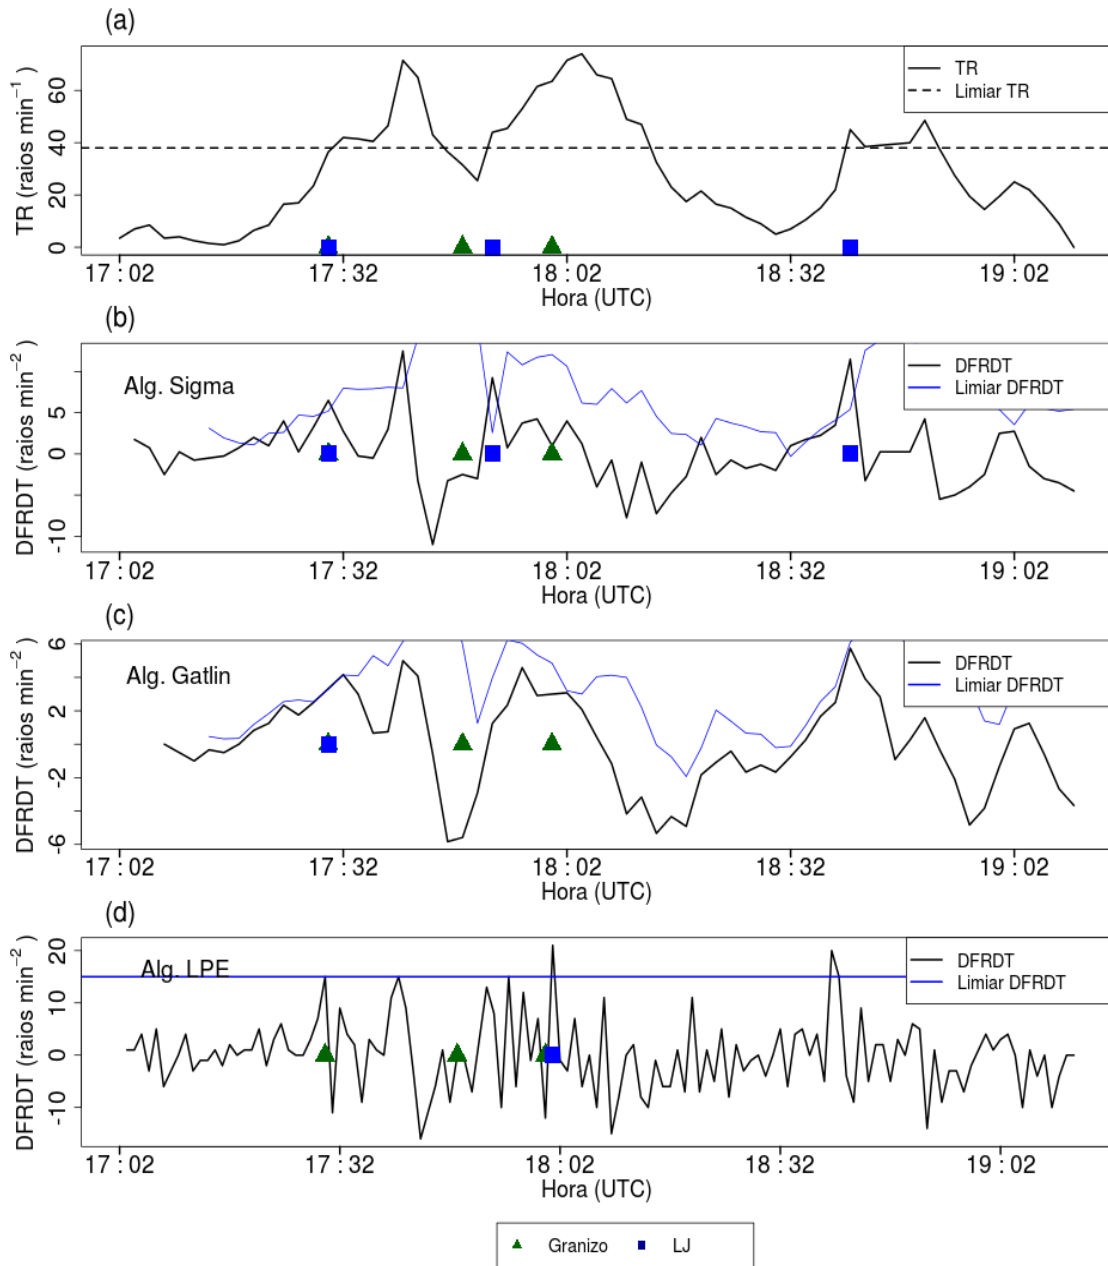 (a)
TR (raios min⁻¹ )
60
40
20
0
TR
Limiar TR
17 : 02 17 : 32 18 : 02 18 : 32 19 : 02
Hora (UTC)
(b)
DFRDT (raios min⁻² )
5
0
-10
Alg. Sigma
DFRDT
Limiar DFRDT
17 : 02 17 : 32 18 : 02 18 : 32 19 : 02
Hora (UTC)
(c)
DFRDT (raios min⁻² )
6
2
-2
-6
Alg. Gatlin
DFRDT
Limiar DFRDT
17 : 02 17 : 32 18 : 02 18 : 32 19 : 02
Hora (UTC)
(d)
DFRDT (raios min⁻² )
20
10
0
-10
Alg. LPE
DFRDT
Limiar DFRDT
17 : 02 17 : 32 18 : 02 18 : 32 19 : 02
Hora (UTC)
Granizo LJ